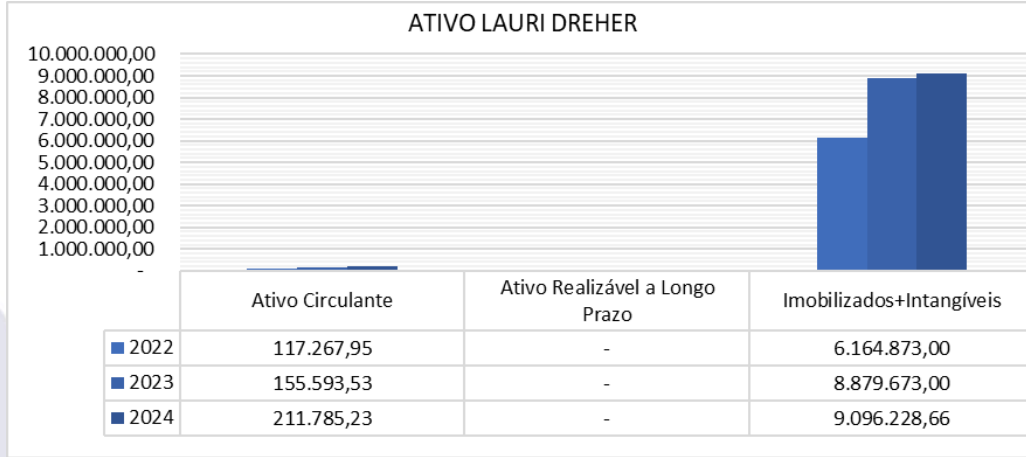 ATIVO LAURI DREHER
10.000.000,00
9.000.000,00
8.000.000,00
7.000.000,00
6.000.000,00
5.000.000,00
4.000.000,00
3.000.000,00
2.000.000,00
1.000.000,00
-
Ativo Circulante
Ativo Realizável a Longo
Prazo
Imobilizados+Intangíveis
2022 117.267,95 - 6.164.873,00
2023 155.593,53 - 8.879.673,00
2024 211.785,23 - 9.096.228,66